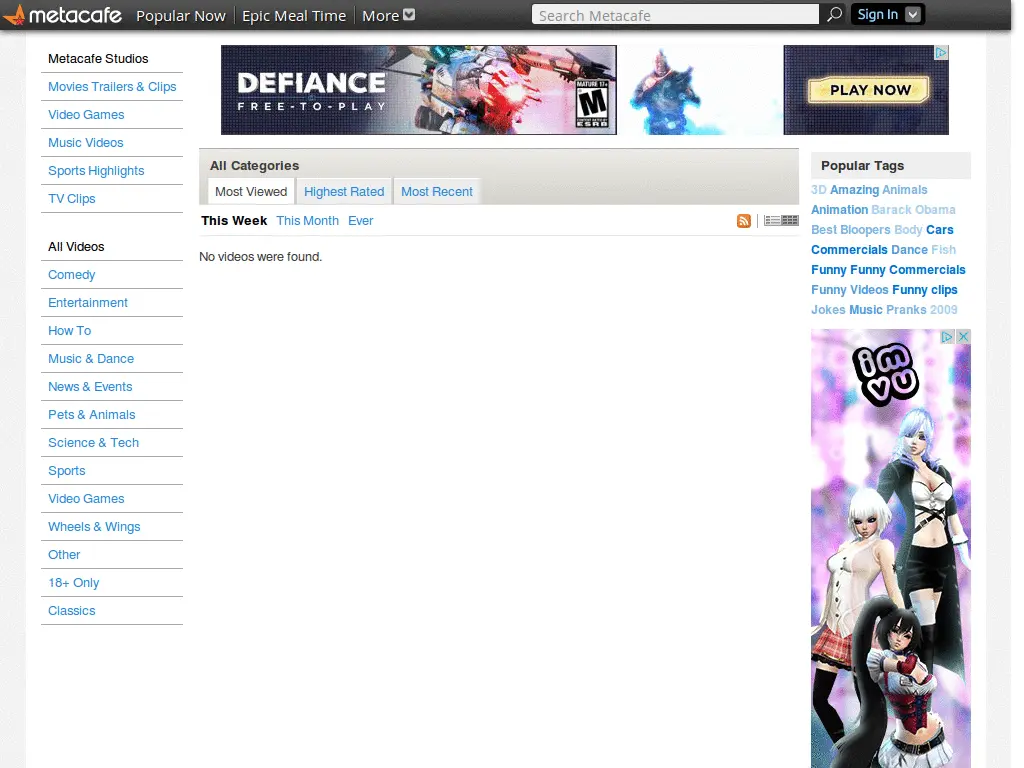 metacafe Popular Now Epic Meal Time More Search Metacafe Sign In
Metacafe Studios
Movies Trailers & Clips
Video Games
Music Videos
Sports Highlights
TV Clips
All Videos
Comedy
Entertainment
How To
Music & Dance
News & Events
Pets & Animals
Science & Tech
Sports
Video Games
Wheels & Wings
Other
18+ Only
Classics
DEFIANCE
FREE-TO-PLAY
MATURE 17+
M
ESRB
PLAY NOW
All Categories
Most Viewed Highest Rated Most Recent
This Week This Month Ever
No videos were found.
Popular Tags
3D Amazing Animals
Animation Barack Obama
Best Bloopers Body Cars
Commercials Dance Fish
Funny Funny Commercials
Funny Videos Funny clips
Jokes Music Pranks 2009
imvu